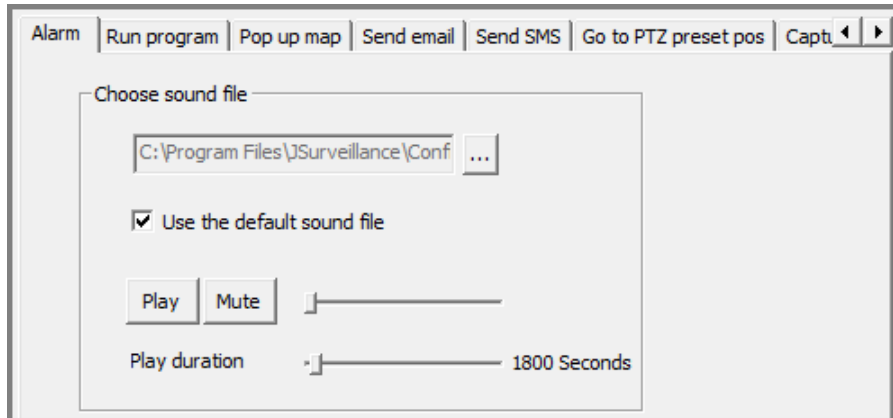 Alarm Run program Pop up map Send email Send SMS Go to PTZ preset pos Captu
Choose sound file
C:\Program Files\JSurveillance\Conf
...
Use the default sound file
Play Mute
Play duration 1800 Seconds